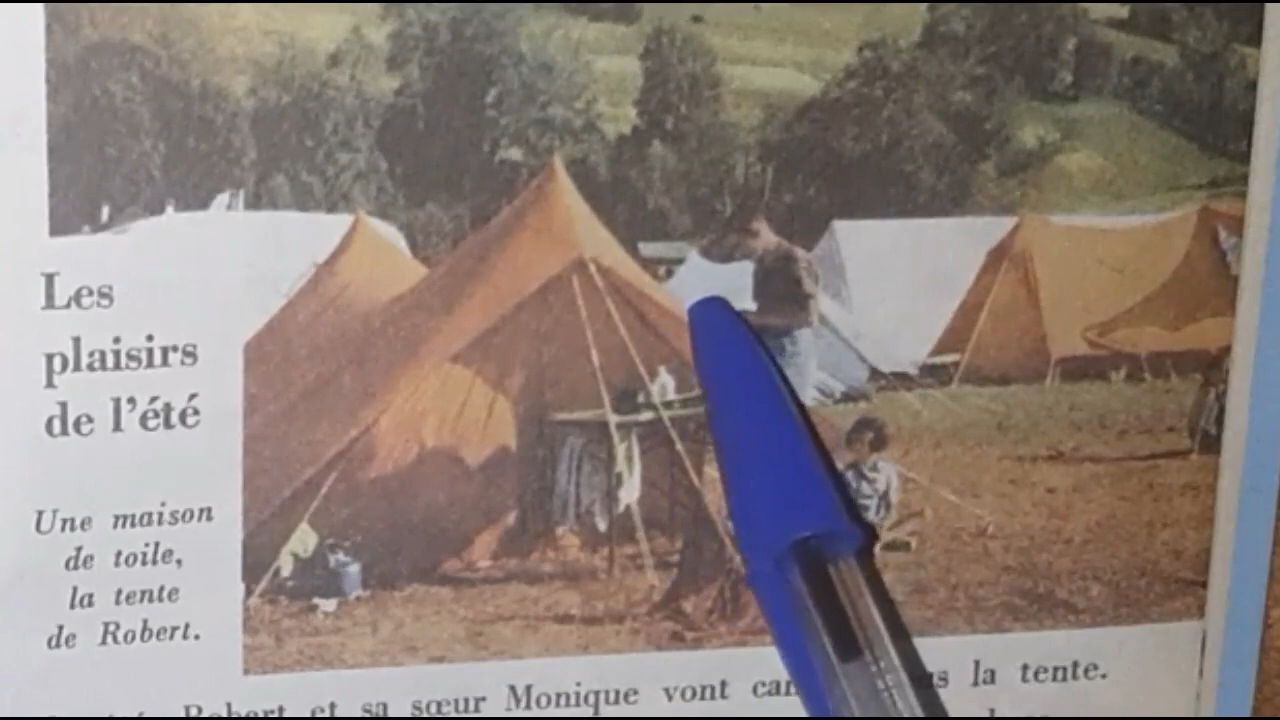 Les
plaisirs
de l'été
Une maison
de toile,
la tente
de Robert.
Robert et sa sœur Monique vont la tente.